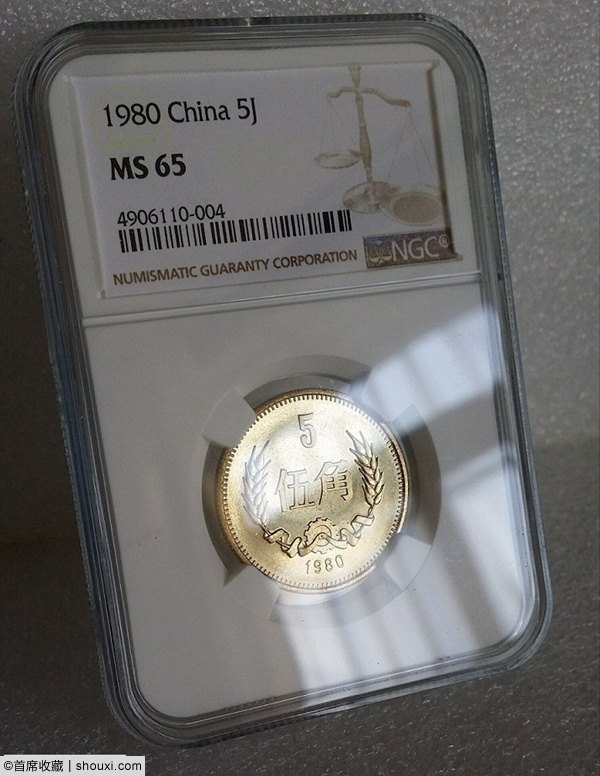 1980 China 5J
MS 65
4906110-004
NGC®
NUMISMATIC GUARANTY CORPORATION
5
伍角
1980
©首席收藏 | shouxi.com